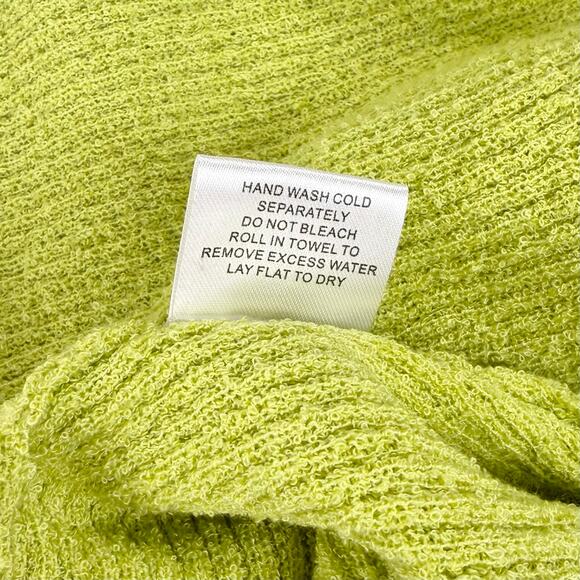 HAND WASH COLD
SEPARATELY
DO NOT BLEACH
ROLL IN TOWEL TO
REMOVE EXCESS WATER
LAY FLAT TO DRY